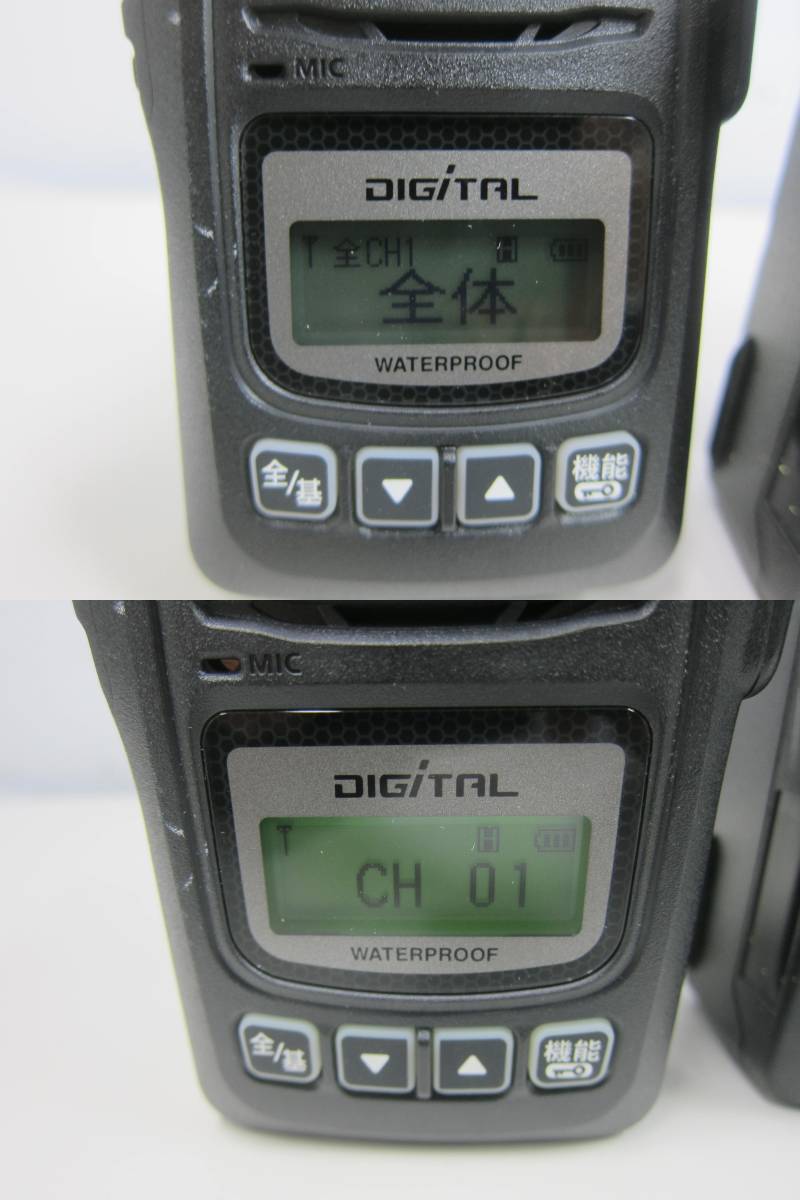 MIC
DIGITAL
全CH1 H
全体
WATERPROOF
全/基 ▼ ▲ 機能
MIC
DIGITAL
H
CH 01
WATERPROOF
全/基 ▼ ▲ 機能